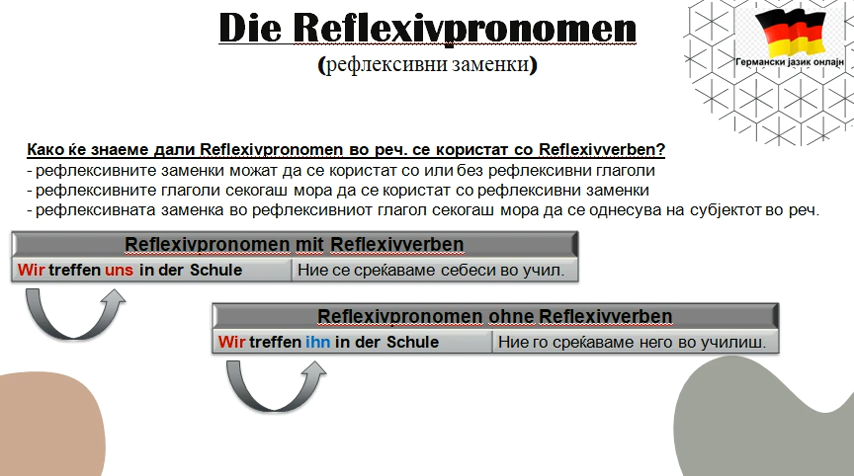 Die Reflexivpronomen
(рефлексивни заменки)
Германски јазик онлајн
Како ќе знаеме дали Reflexivpronomen во реч. се користат со Reflexivverben?
- рефлексивните заменки можат да се користат со или без рефлексивни глаголи
- рефлексивните глаголи секогаш мора да се користат со рефлексивни заменки
- рефлексивната заменка во рефлексивниот глагол секогаш мора да се однесува на субјектот во реч.
Reflexivpronomen mit Reflexivverben
Wir treffen uns in der Schule Ние се среќаваме себеси во учил.
Reflexivpronomen ohne Reflexivverben
Wir treffen ihn in der Schule Ние го среќаваме него во училиш.